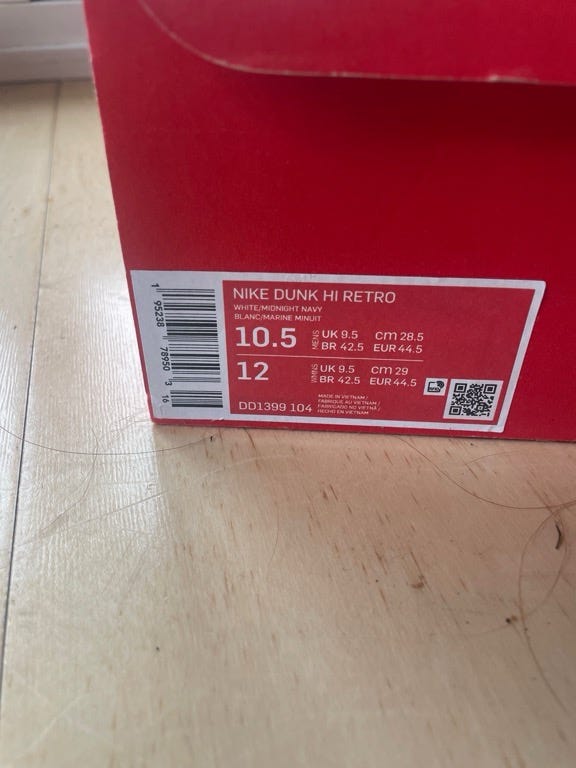 NIKE DUNK HI RETRO
WHITE/MIDNIGHT NAVY
BLANC/MARINE MINUIT
10.5 MENS UK 9.5 cm 28.5
BR 42.5 EUR 44.5
12 WMNS UK 9.5 cm 29
BR 42.5 EUR 44.5
MADE IN VIETNAM /
FABRIQUE AU VIETNAM /
FABRICADO NO VIETNÃ /
HECHO EN VIETNAM
DD1399 104
1 95238 78950 3 16